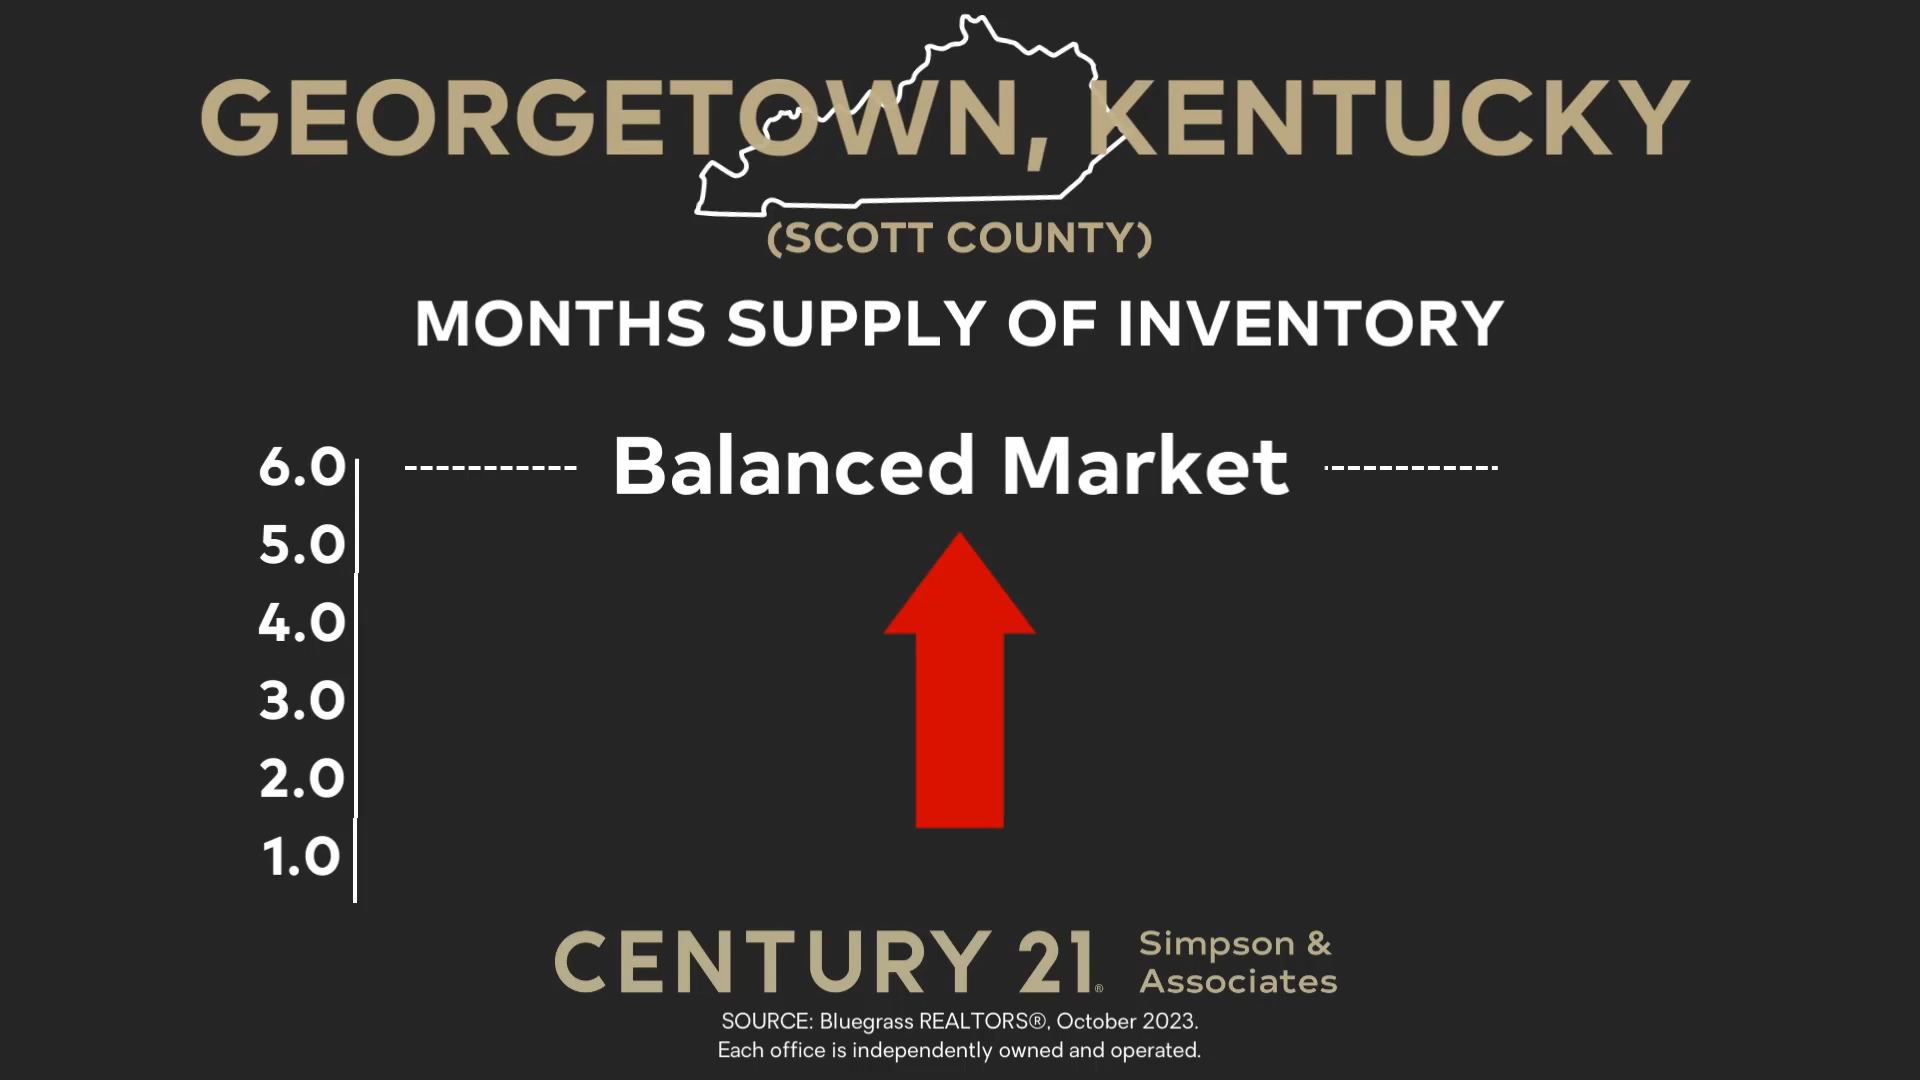 GEORGETOWN, KENTUCKY
(SCOTT COUNTY)
MONTHS SUPPLY OF INVENTORY
6.0 ----------- Balanced Market -----------
5.0
4.0
3.0
2.0
1.0
CENTURY 21® Simpson &
Associates
SOURCE: Bluegrass REALTORS®, October 2023.
Each office is independently owned and operated.